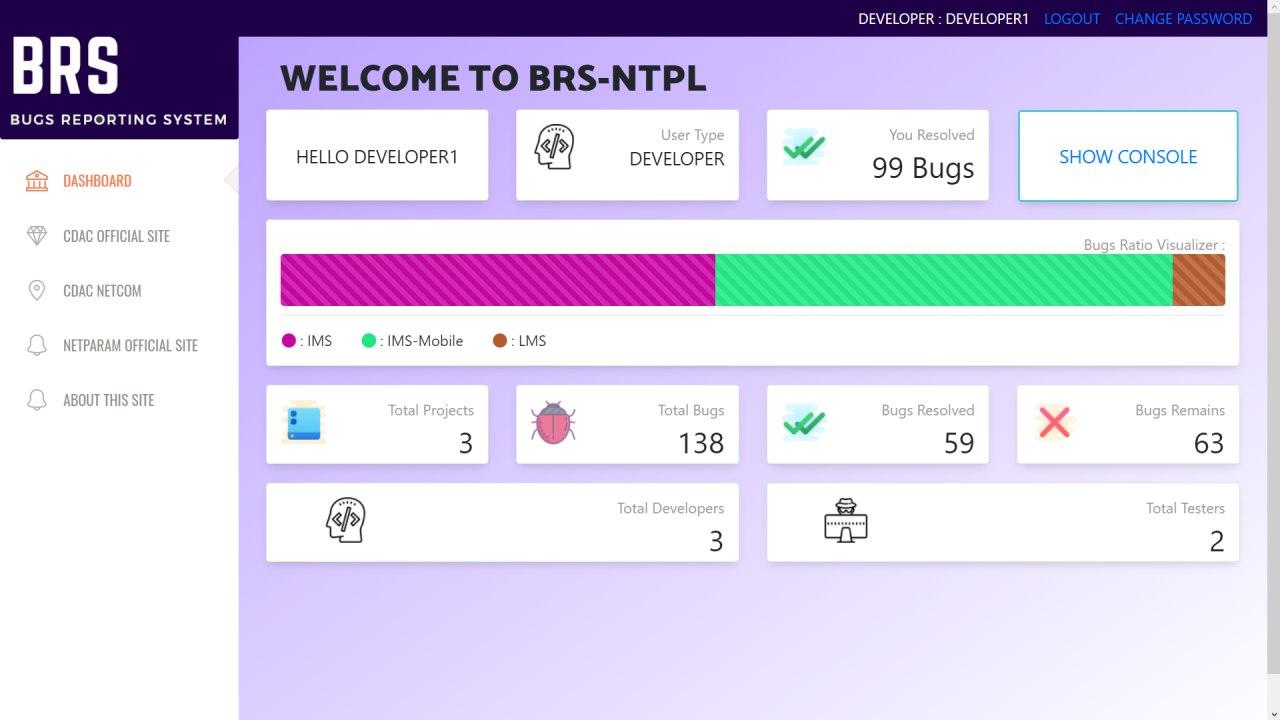 DEVELOPER : DEVELOPER1 LOGOUT CHANGE PASSWORD
BRS
BUGS REPORTING SYSTEM
DASHBOARD
CDAC OFFICIAL SITE
CDAC NETCOM
NETPARAM OFFICIAL SITE
ABOUT THIS SITE
WELCOME TO BRS-NTPL
HELLO DEVELOPER1
User Type
DEVELOPER
You Resolved
99 Bugs
SHOW CONSOLE
Bugs Ratio Visualizer :
: IMS : IMS-Mobile : LMS
Total Projects
3
Total Bugs
138
Bugs Resolved
59
Bugs Remains
63
Total Developers
3
Total Testers
2